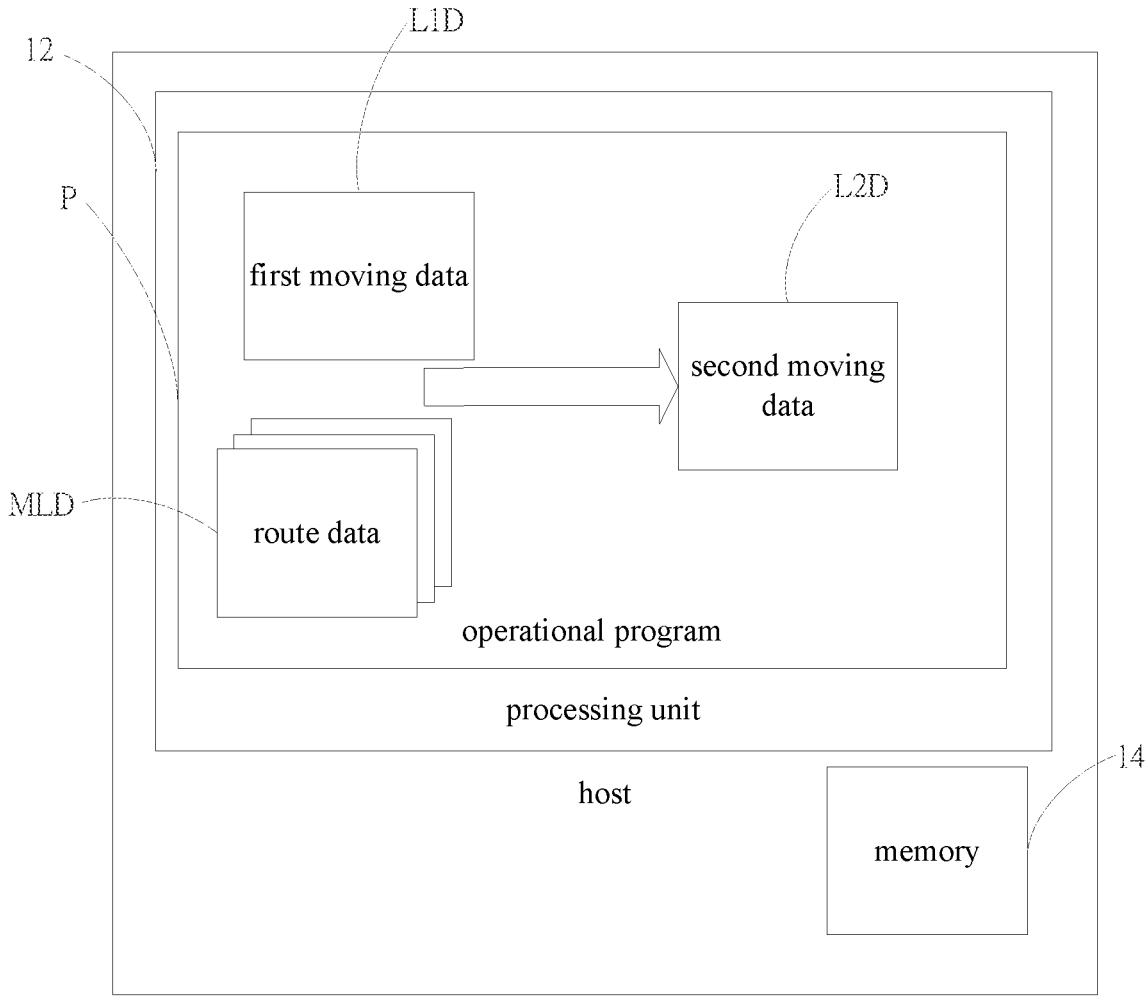 L1D
12
P
L2D
first moving data
second moving
data
MLD
route data
operational program
processing unit
14
host
memory